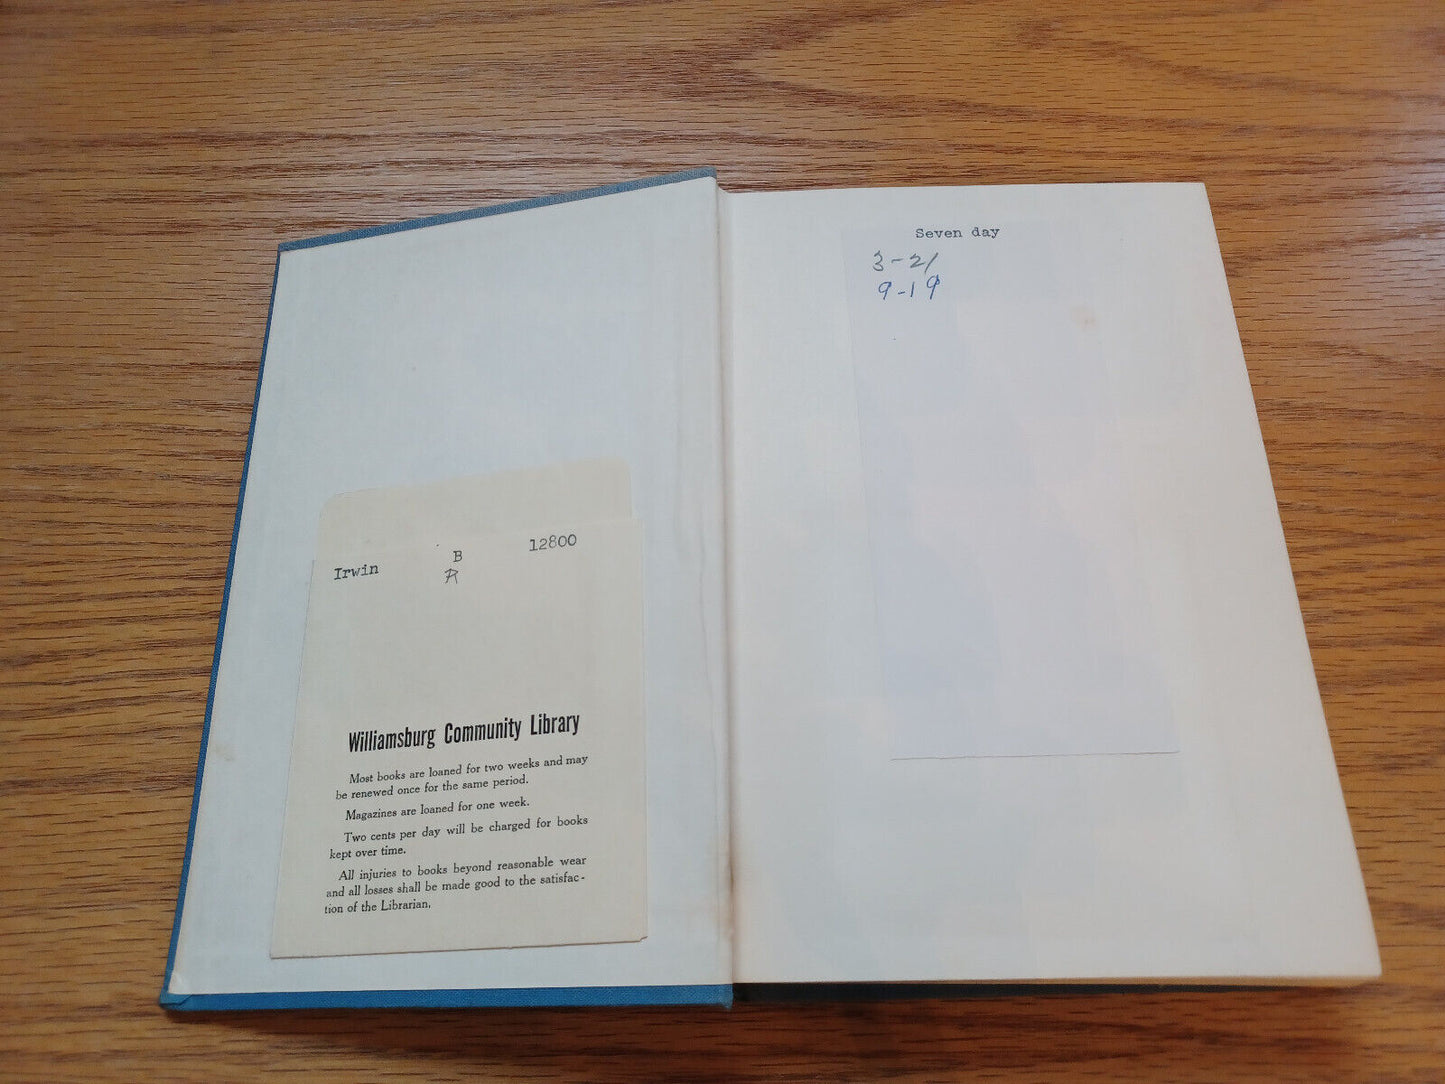 Irwin B 12800
R
Williamsburg Community Library
Most books are loaned for two weeks and may
be renewed once for the same period.
Magazines are loaned for one week.
Two cents per day will be charged for books
kept over time.
All injuries to books beyond reasonable wear
and all losses shall be made good to the satisfac-
tion of the Librarian.
Seven day
3-21
9-19